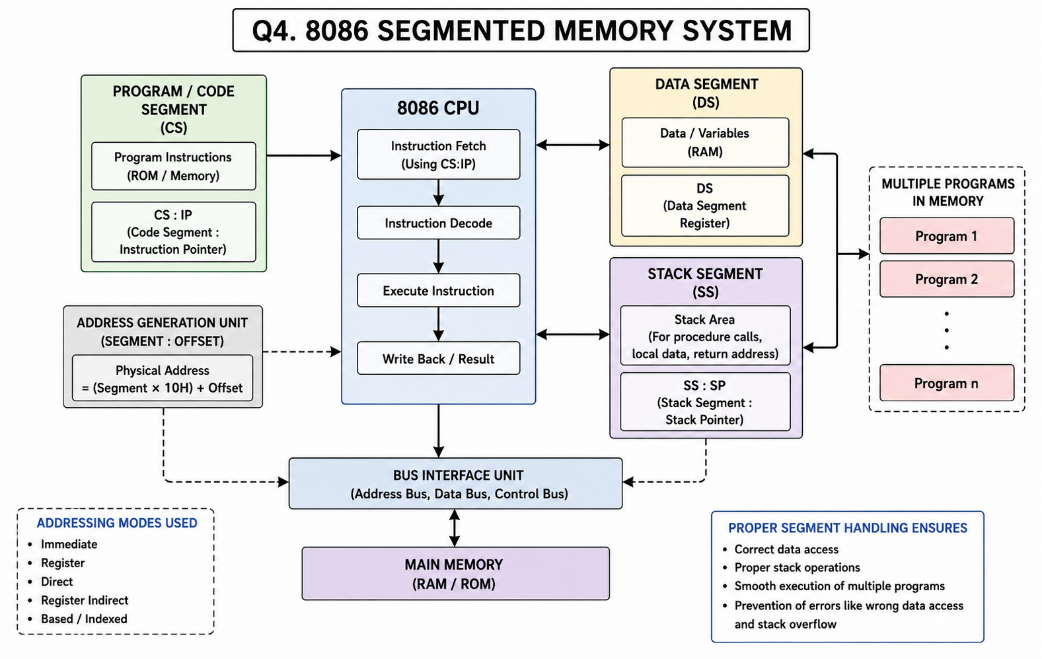 Q4. 8086 SEGMENTED MEMORY SYSTEM
PROGRAM / CODE
SEGMENT
(CS)
Program Instructions
(ROM / Memory)
CS : IP
(Code Segment :
Instruction Pointer)
ADDRESS GENERATION UNIT
(SEGMENT : OFFSET)
Physical Address
= (Segment × 10H) + Offset
8086 CPU
Instruction Fetch
(Using CS:IP)
Instruction Decode
Execute Instruction
Write Back / Result
DATA SEGMENT
(DS)
Data / Variables
(RAM)
DS
(Data Segment
Register)
STACK SEGMENT
(SS)
Stack Area
(For procedure calls,
local data, return address)
SS : SP
(Stack Segment :
Stack Pointer)
MULTIPLE PROGRAMS
IN MEMORY
Program 1
Program 2
Program n
BUS INTERFACE UNIT
(Address Bus, Data Bus, Control Bus)
MAIN MEMORY
(RAM / ROM)
ADDRESSING MODES USED
• Immediate
• Register
• Direct
• Register Indirect
• Based / Indexed
PROPER SEGMENT HANDLING ENSURES
• Correct data access
• Proper stack operations
• Smooth execution of multiple programs
• Prevention of errors like wrong data access
and stack overflow